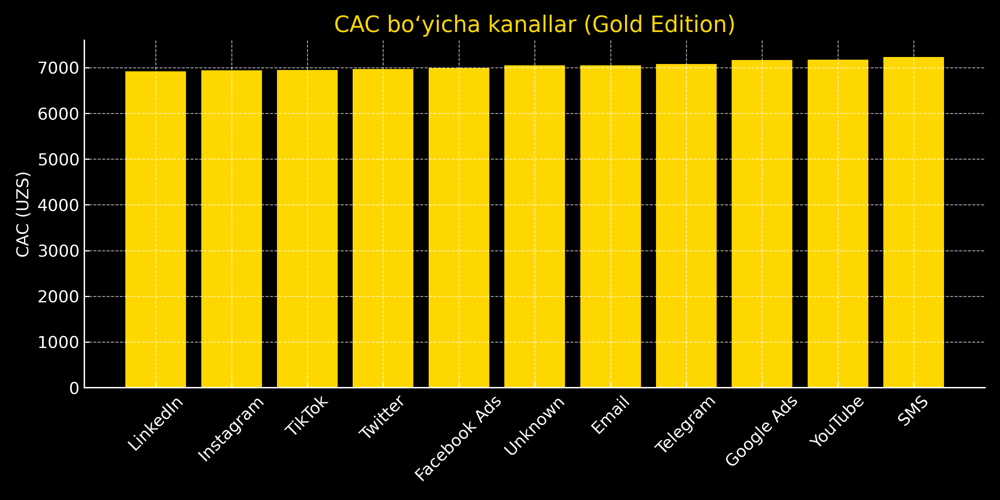 CAC bo‘yicha kanallar (Gold Edition)
CAC (UZS)
7000
6000
5000
4000
3000
2000
1000
0
LinkedIn
Instagram
TikTok
Twitter
Facebook Ads
Unknown
Email
Telegram
Google Ads
YouTube
SMS